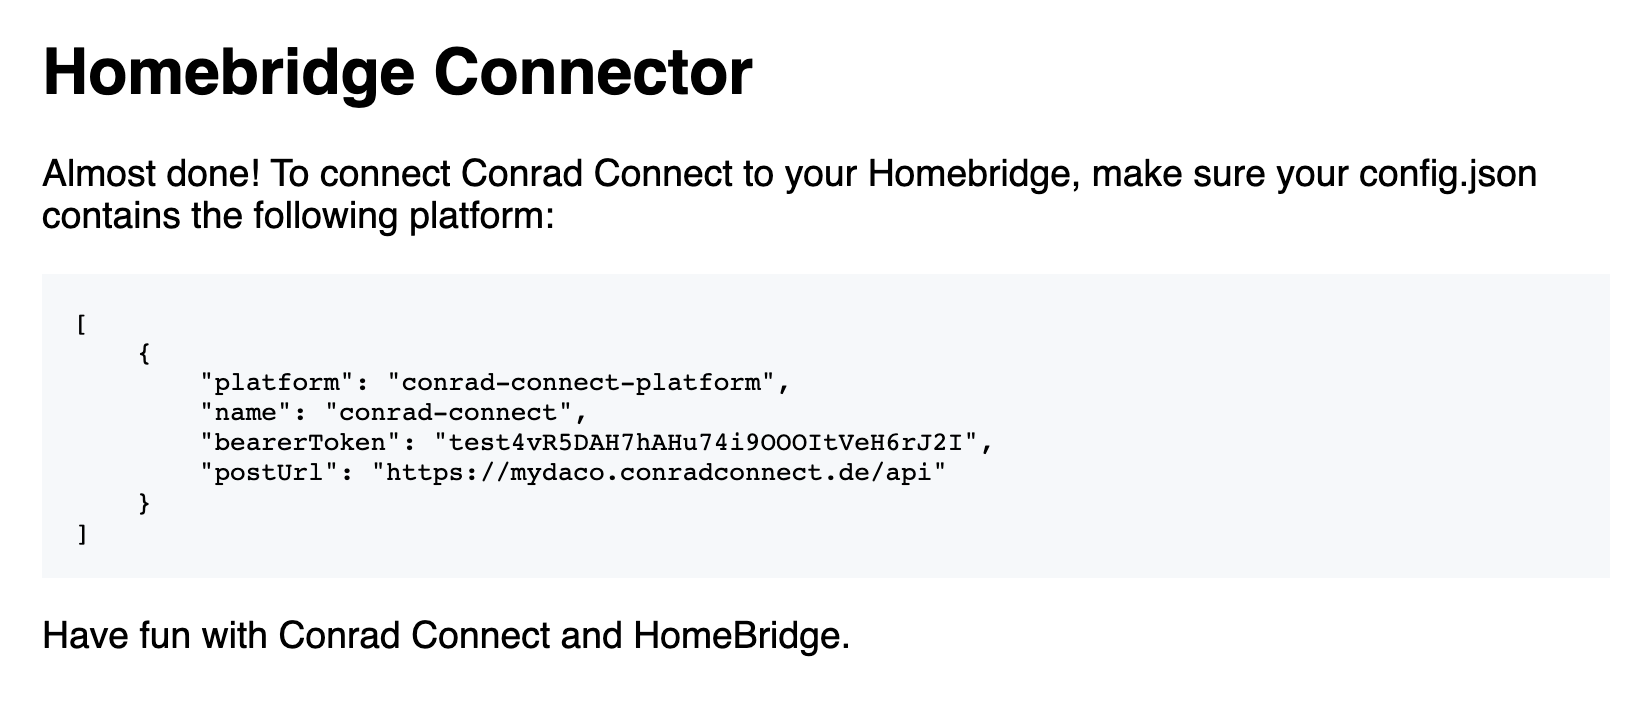 Homebridge Connector
Almost done! To connect Conrad Connect to your Homebridge, make sure your config.json
contains the following platform:
[
{
"platform": "conrad-connect-platform",
"name": "conrad-connect",
"bearerToken": "test4vR5DAH7hAHu74i9OOOItVeH6rJ2I",
"postUrl": "https://mydaco.conradconnect.de/api"
}
]
Have fun with Conrad Connect and HomeBridge.